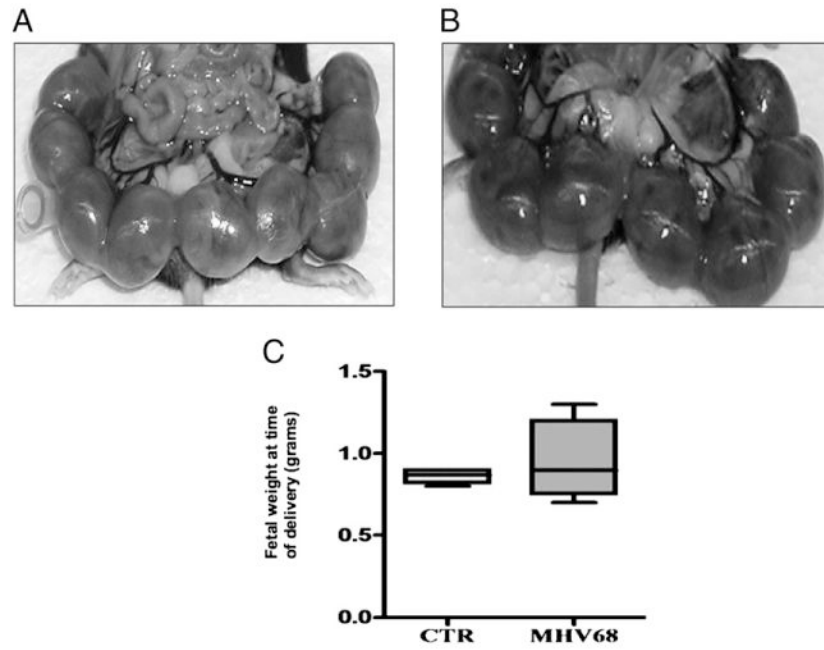 A
B
C
1.5
1.0
0.5
0.0
Fetal weight at time
of delivery (grams)
CTR
MHV68